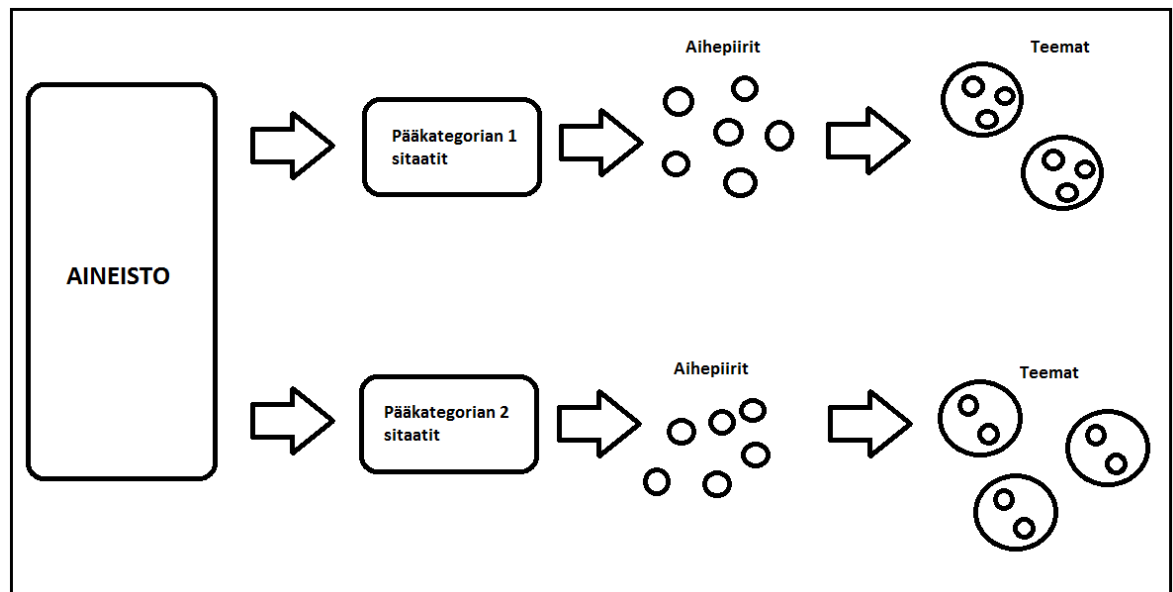 AINEISTO
Pääkategorian 1
sitaatit
Aihepiirit
Teemat
Pääkategorian 2
sitaatit
Aihepiirit
Teemat